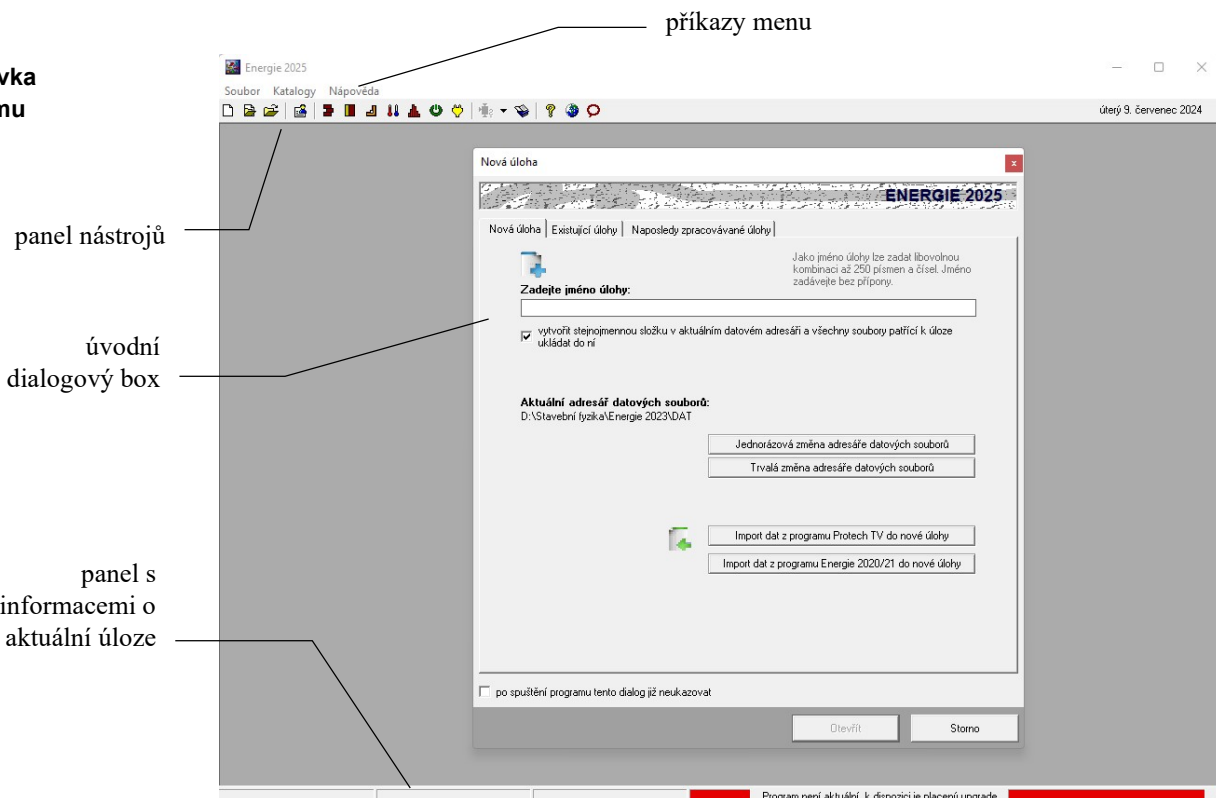 příkazy menu
vka
mu
Energie 2025
Soubor Katalogy Nápověda
úterý 9. červenec 2024
Nová úloha
ENERGIE 2025
Nová úloha Existující úlohy Naposledy zpracovávané úlohy
panel nástrojů
Jako jméno úlohy lze zadat libovolnou
kombinaci až 250 písmen a čísel. Jméno
zadávejte bez přípony.
Zadejte jméno úlohy:
vytvořit stejnojmennou složku v aktuálním datovém adresáři a všechny soubory patřící k úloze
ukládat do ní
úvodní
dialogový box
Aktuální adresář datových souborů:
D:\Stavební fyzika\Energie 2023\DAT
Jednorázová změna adresáře datových souborů
Trvalá změna adresáře datových souborů
Import dat z programu Protech TV do nové úlohy
Import dat z programu Energie 2020/21 do nové úlohy
panel s
informacemi o
aktuální úloze
po spuštění programu tento dialog již neukazovat
Otevřít Storno
Program není aktuální, k dispozici je placený upgrade